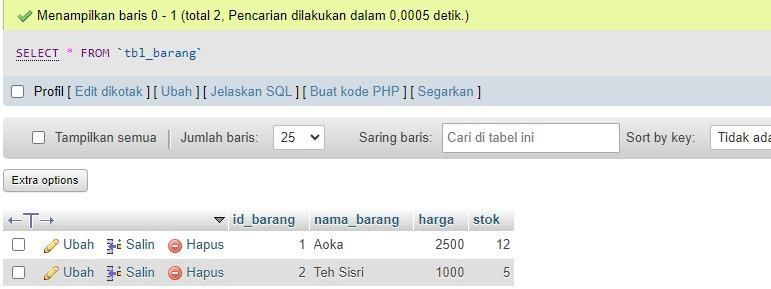 Menampilkan baris 0 - 1 (total 2, Pencarian dilakukan dalam 0,0005 detik.)
SELECT * FROM `tbl_barang`
Profil [ Edit dikotak ] [ Ubah ] [ Jelaskan SQL ] [ Buat kode PHP ] [ Segarkan ]
Tampilkan semua | Jumlah baris: 25 Saring baris: Cari di tabel ini Sort by key: Tidak ada
Extra options
←T→ id_barang nama_barang harga stok
Ubah Salin Hapus 1 Aoka 2500 12
Ubah Salin Hapus 2 Teh Sisri 1000 5